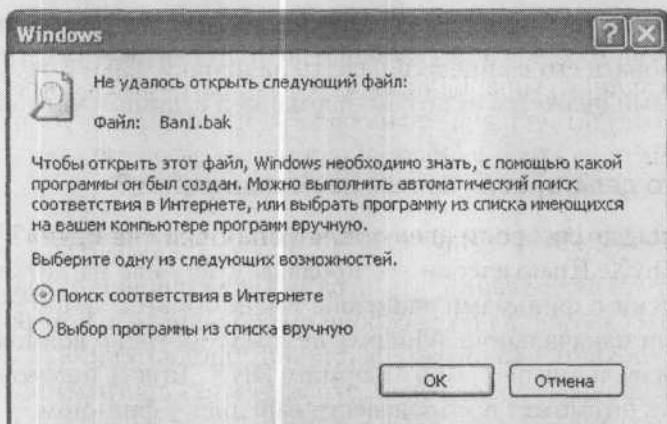 Windows
Не удалось открыть следующий файл:
Файл: Ban1.bak
Чтобы открыть этот файл, Windows необходимо знать, с помощью какой
программы он был создан. Можно выполнить автоматический поиск
соответствия в Интернете, или выбрать программу из списка имеющихся
на вашем компьютере программ вручную.
Выберите одну из следующих возможностей.
Поиск соответствия в Интернете
Выбор программы из списка вручную
OK
Отмена